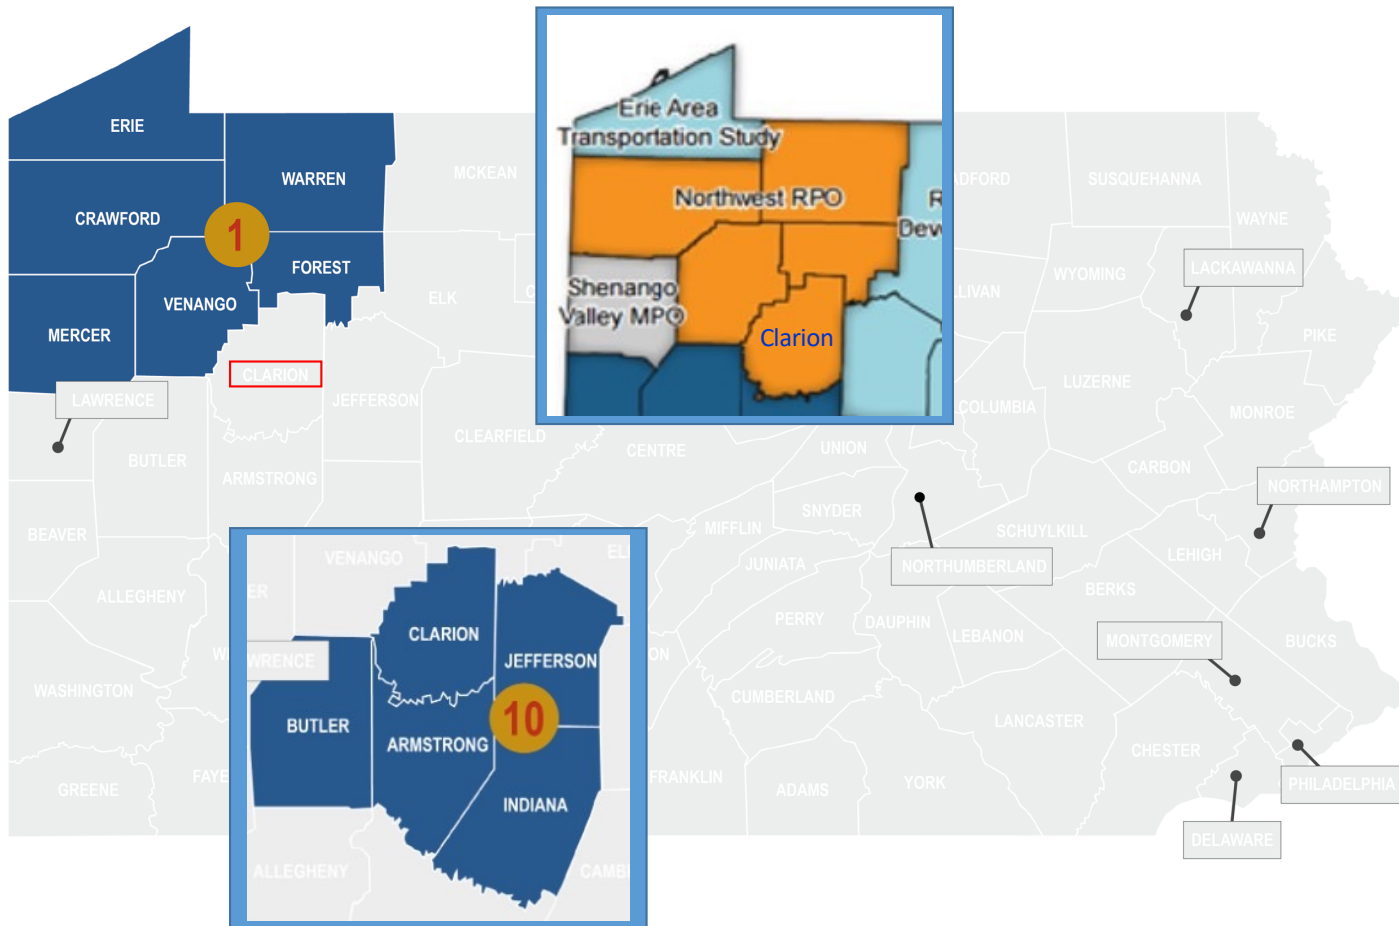 ERIE
WARREN
CRAWFORD
1
FOREST
VENANGO
MERCER
CLARION
LAWRENCE
MCKEAN
ELK
JEFFERSON
CLEARFIELD
BUTLER
ARMSTRONG
BEAVER
ALLEGHENY
WASHINGTON
GREENE
CENTRE
UNION
SNYDER
MIFFLIN
JUNIATA
PERRY
DAUPHIN
LEBANON
CUMBERLAND
FRANKLIN
ADAMS
YORK
LANCASTER
CHESTER
SUSQUEHANNA
WAYNE
WYOMING
LACKAWANNA
PIKE
LUZERNE
COLUMBIA
MONROE
CARBON
NORTHAMPTON
SCHUYLKILL
LEHIGH
NORTHUMBERLAND
BERKS
MONTGOMERY
BUCKS
PHILADELPHIA
DELAWARE
Erie Area
Transportation Study
Northwest RPO
Shenango
Valley MPO
Clarion
VENANGO
CLARION
JEFFERSON
BUTLER
10
ARMSTRONG
INDIANA
ALLEGHENY